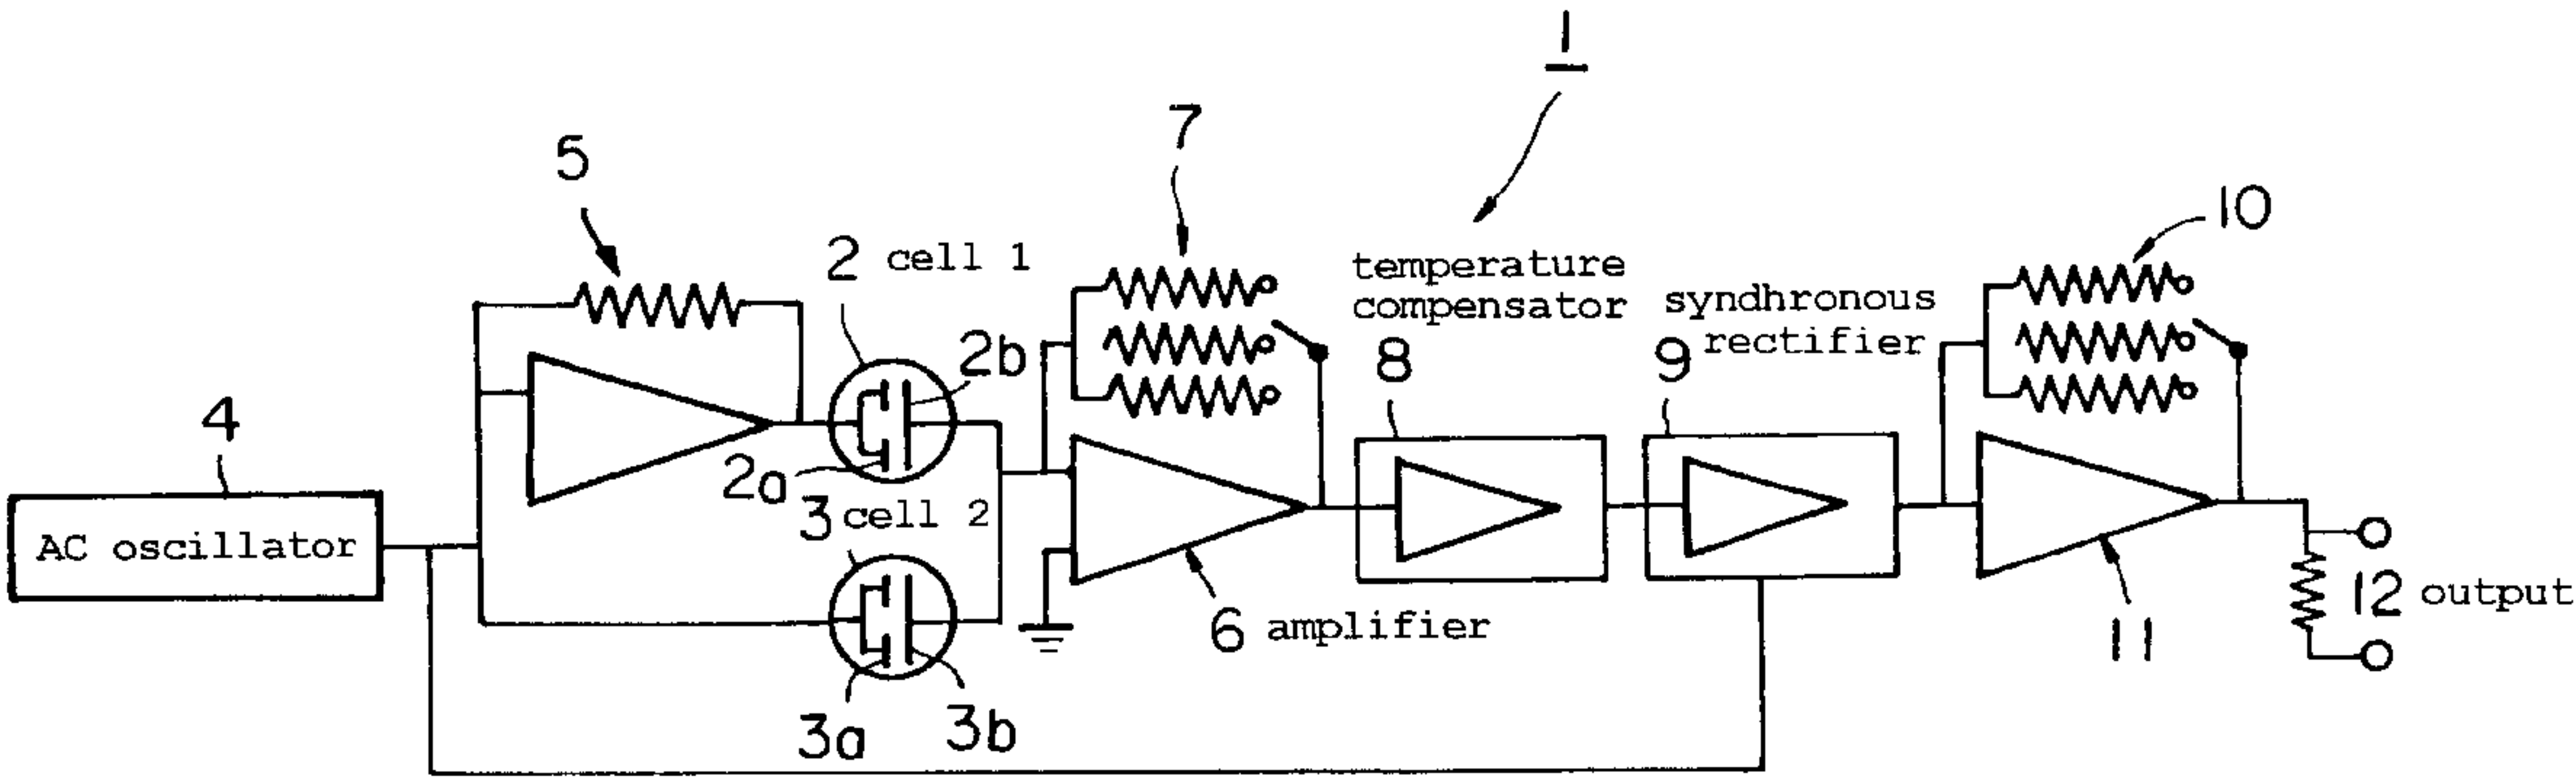 1
5
7
10
2 cell 1
temperature
compensator
8
syndhronous
9 rectifier
2b
4
2a
3 cell 2
AC oscillator
6 amplifier
11
12 output
3a
3b